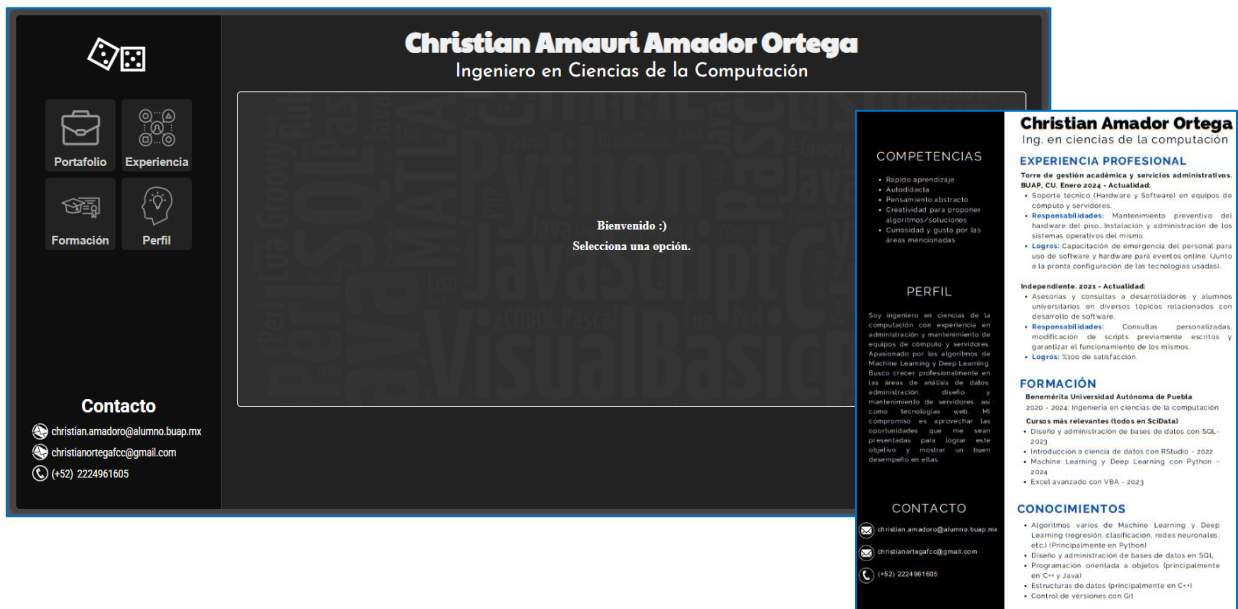 Christian Amauri Amador Ortega
Ingeniero en Ciencias de la Computación
Portafolio
Experiencia
Formación
Perfil
Bienvenido :)
Selecciona una opción.
Contacto
christian.amadoro@alumno.buap.mx
christianortegafcc@gmail.com
(+52) 2224961605
JavaScript
COBOL Pascal
COMPETENCIAS
• Rápido aprendizaje
• Autodidacta
• Pensamiento abstracto
• Creatividad para proponer
algoritmos/soluciones
• Curiosidad y gusto por las
áreas mencionadas
PERFIL
Soy ingeniero en ciencias de la
computación con experiencia en
administración y mantenimiento de
equipos de cómputo y servidores.
Apasionado por los algoritmos de
Machine Learning y Deep Learning.
Busco crecer profesionalmente en
las áreas de análisis de datos,
administración, diseño y
mantenimiento de servidores, así
como tecnologías web. Mi
compromiso es aprovechar las
oportunidades que me sean
presentadas para lograr este
objetivo y mostrar un buen
desempeño en ellas.
CONTACTO
christian.amadoro@alumno.buap.mx
christianortegafcc@gmail.com
(+52) 2224961605
Christian Amador Ortega
Ing. en ciencias de la computación
EXPERIENCIA PROFESIONAL
Torre de gestión académica y servicios administrativos.
BUAP, CU. Enero 2024 - Actualidad:
• Soporte técnico (Hardware y Software) en equipos de
cómputo y servidores.
• Responsabilidades: Mantenimiento preventivo del
hardware del piso. Instalación y administración de los
sistemas operativos del mismo.
• Logros: Capacitación de emergencia del personal para
uso de software y hardware para eventos online. (Junto
a la pronta configuración de las tecnologías usadas).
Independiente. 2021 - Actualidad:
• Asesorías y consultas a desarrolladores y alumnos
universitarios en diversos tópicos relacionados con
desarrollo de software.
• Responsabilidades: Consultas personalizadas,
modificación de scripts previamente escritos y
garantizar el funcionamiento de los mismos.
• Logros: %100 de satisfacción.
FORMACIÓN
Benemérita Universidad Autónoma de Puebla
2020 - 2024: Ingeniería en ciencias de la computación
Cursos más relevantes (todos en SciData)
• Diseño y administración de bases de datos con SQL-
2023
• Introducción a ciencia de datos con RStudio - 2022
• Machine Learning y Deep Learning con Python -
2024
• Excel avanzado con VBA - 2023
CONOCIMIENTOS
• Algoritmos varios de Machine Learning y Deep
Learning (regresión, clasificación, redes neuronales,
etc.) (Principalmente en Python)
• Diseño y administración de bases de datos en SQL
• Programación orientada a objetos (principalmente
en C++ y Java)
• Estructuras de datos (principalmente en C++)
• Control de versiones con Git